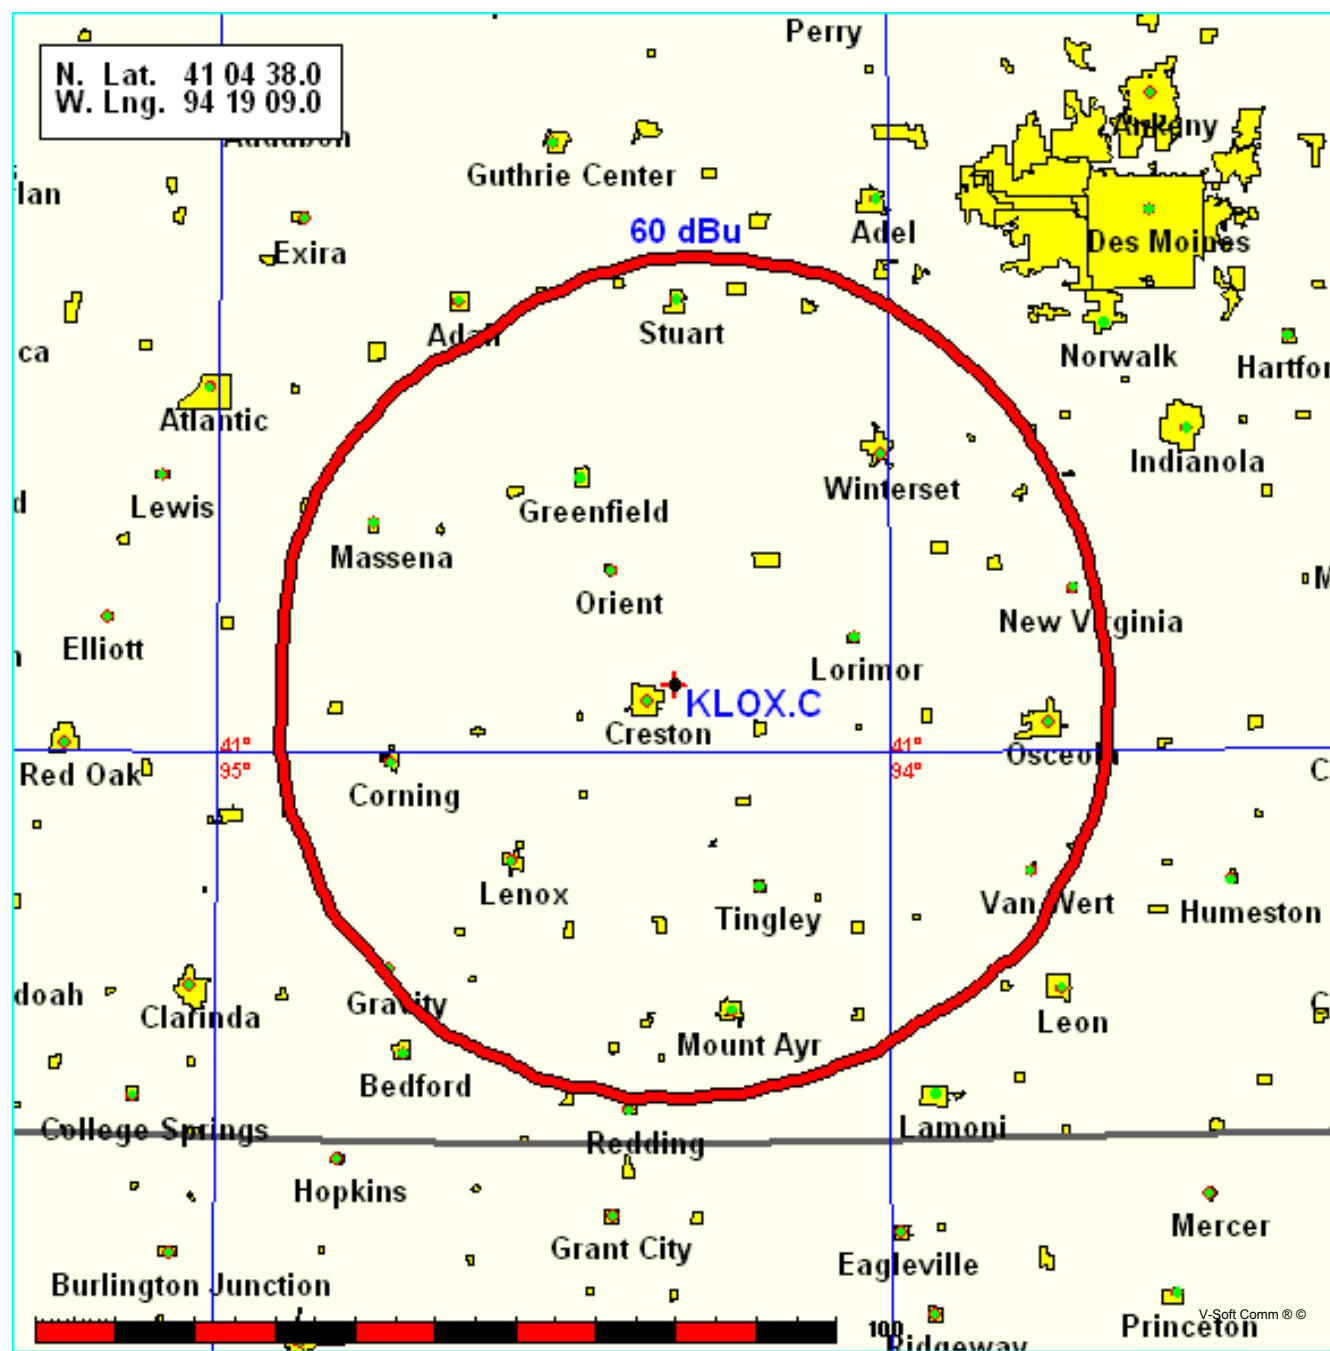 Perry
N. Lat. 41 04 38.0
W. Lng. 94 19 09.0
Ankeny
Audubon
Guthrie Center
lan
60 dBu
Adel
Des Moines
Exira
Adair
Stuart
ca
Norwalk
Hartfor
Atlantic
Indianola
Winterset
Lewis
d
Greenfield
Massena
Orient
M
New Virginia
Elliott
Lorimor
KLOX.C
Creston
41°
41°
Osceola
Red Oak
95°
94°
C
Corning
Lenox
Van Wert
Humeston
Tingley
doah
Gravity
C
Clarinda
Leon
Mount Ayr
Bedford
College Springs
Lamoni
Redding
Hopkins
Mercer
Grant City
Eagleville
Burlington Junction
V-Soft Comm ® ©
Princeton
100
Ridgeway